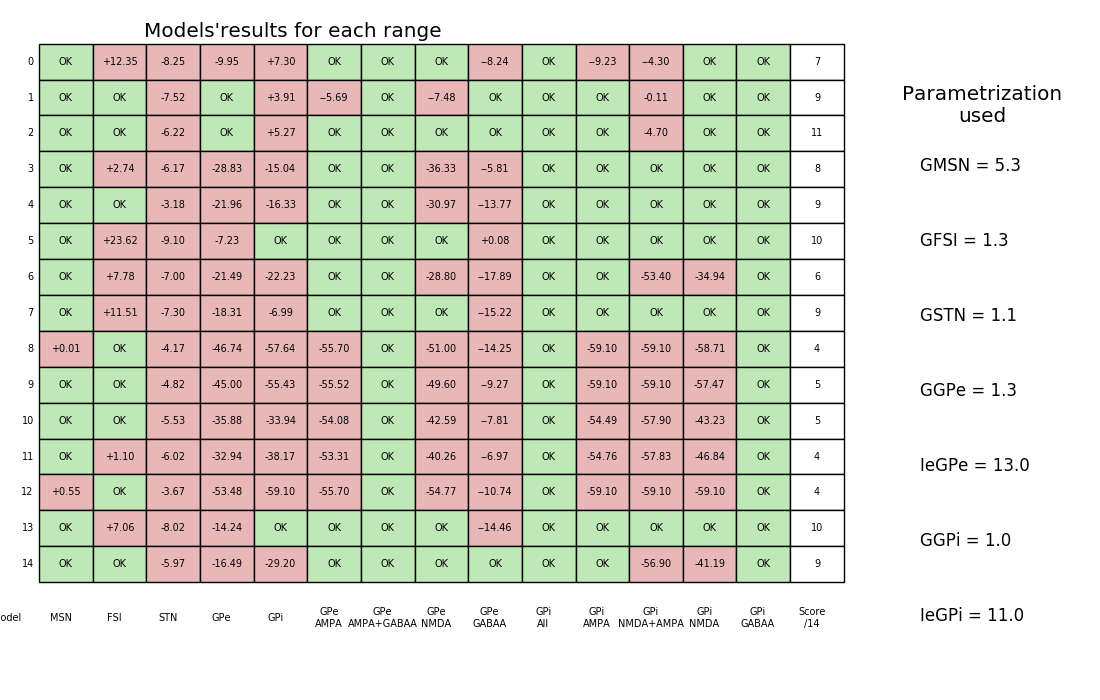 Models'results for each range
0 OK +12.35 -8.25 -9.95 +7.30 OK OK OK --8.24 OK --9.23 --4.30 OK OK 7
1 OK OK -7.52 OK +3.91 --5.69 OK --7.48 OK OK OK -0.11 OK OK 9
2 OK OK -6.22 OK +5.27 OK OK OK OK OK OK -4.70 OK OK 11
3 OK +2.74 -6.17 -28.83 -15.04 OK OK -36.33 --5.81 OK OK OK OK OK 8
4 OK OK -3.18 -21.96 -16.33 OK OK -30.97 --13.77 OK OK OK OK OK 9
5 OK +23.62 -9.10 -7.23 OK OK OK OK +0.08 OK OK OK OK OK 10
6 OK +7.78 -7.00 -21.49 -22.23 OK OK -28.80 --17.89 OK OK -53.40 -34.94 OK 6
7 OK +11.51 -7.30 -18.31 -6.99 OK OK OK --15.22 OK OK OK OK OK 9
8 +0.01 OK -4.17 -46.74 -57.64 -55.70 OK -51.00 --14.25 OK -59.10 -59.10 -58.71 OK 4
9 OK OK -4.82 -45.00 -55.43 -55.52 OK -49.60 --9.27 OK -59.10 -59.10 -57.47 OK 5
10 OK OK -5.53 -35.88 -33.94 -54.08 OK -42.59 --7.81 OK -54.49 -57.90 -43.23 OK 5
11 OK +1.10 -6.02 -32.94 -38.17 -53.31 OK -40.26 --6.97 OK -54.76 -57.83 -46.84 OK 4
12 +0.55 OK -3.67 -53.48 -59.10 -55.70 OK -54.77 --10.74 OK -59.10 -59.10 -59.10 OK 4
13 OK +7.06 -8.02 -14.24 OK OK OK OK --14.46 OK OK OK OK OK 10
14 OK OK -5.97 -16.49 -29.20 OK OK OK OK OK OK -56.90 -41.19 OK 9
odel MSN FSI STN GPe GPi GPe GPe GPe GPe GPi GPi GPi GPi GPi Score
AMPA AMPA+GABAA NMDA GABAA All AMPA NMDA+AMPA NMDA GABAA /14
Parametrization
used
GMSN = 5.3
GFSI = 1.3
GSTN = 1.1
GGPe = 1.3
IeGPe = 13.0
GGPi = 1.0
IeGPi = 11.0